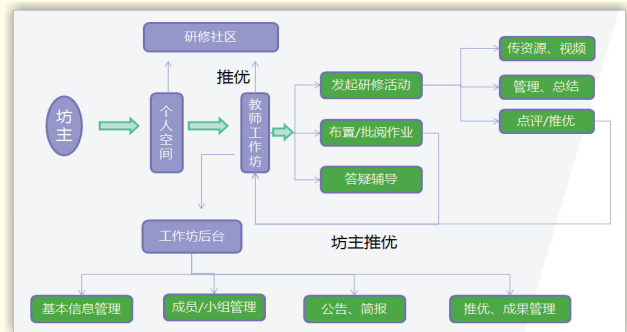 研修社区
推优
传资源、视频
发起研修活动
管理、总结
坊主
个人空间
教师工作坊
布置/批阅作业
点评/推优
答疑辅导
工作坊后台
坊主推优
基本信息管理
成员/小组管理
公告、简报
推优、成果管理